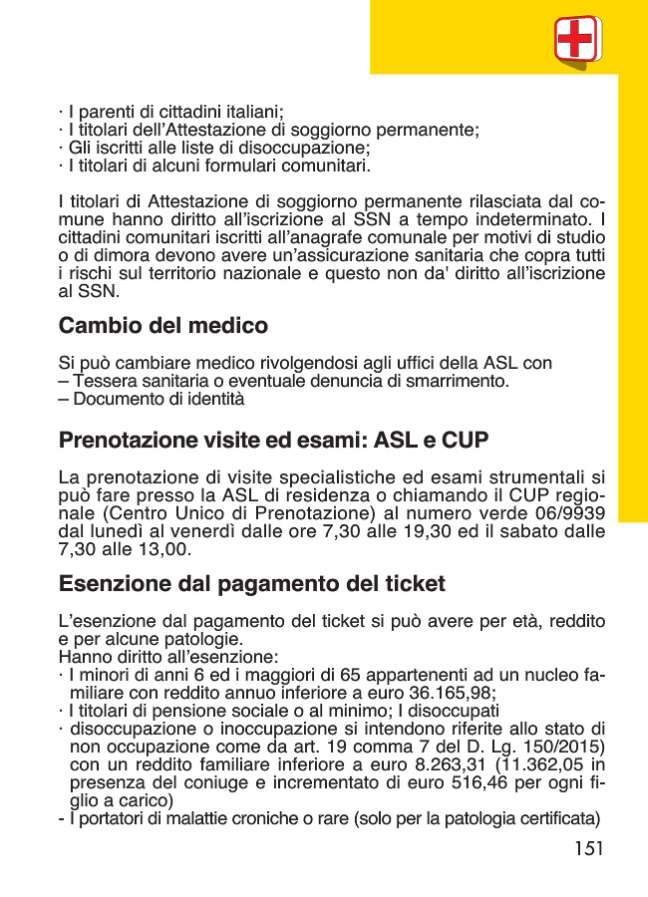 · I parenti di cittadini italiani;
· I titolari dell'Attestazione di soggiorno permanente;
· Gli iscritti alle liste di disoccupazione;
· I titolari di alcuni formulari comunitari.
I titolari di Attestazione di soggiorno permanente rilasciata dal co-
mune hanno diritto all'iscrizione al SSN a tempo indeterminato. I
cittadini comunitari iscritti all'anagrafe comunale per motivi di studio
o di dimora devono avere un'assicurazione sanitaria che copra tutti
i rischi sul territorio nazionale e questo non da' diritto all'iscrizione
al SSN.
Cambio del medico
Si può cambiare medico rivolgendosi agli uffici della ASL con
– Tessera sanitaria o eventuale denuncia di smarrimento.
– Documento di identità
Prenotazione visite ed esami: ASL e CUP
La prenotazione di visite specialistiche ed esami strumentali si
può fare presso la ASL di residenza o chiamando il CUP regio-
nale (Centro Unico di Prenotazione) al numero verde 06/9939
dal lunedì al venerdì dalle ore 7,30 alle 19,30 ed il sabato dalle
7,30 alle 13,00.
Esenzione dal pagamento del ticket
L'esenzione dal pagamento del ticket si può avere per età, reddito
e per alcune patologie.
Hanno diritto all'esenzione:
· I minori di anni 6 ed i maggiori di 65 appartenenti ad un nucleo fa-
miliare con reddito annuo inferiore a euro 36.165,98;
· I titolari di pensione sociale o al minimo; I disoccupati
· disoccupazione o inoccupazione si intendono riferite allo stato di
non occupazione come da art. 19 comma 7 del D. Lg. 150/2015)
con un reddito familiare inferiore a euro 8.263,31 (11.362,05 in
presenza del coniuge e incrementato di euro 516,46 per ogni fi-
glio a carico)
- I portatori di malattie croniche o rare (solo per la patologia certificata)
151